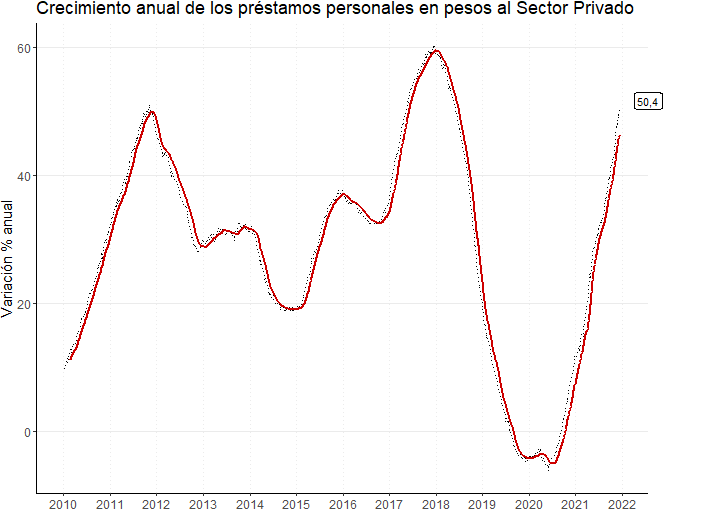 Crecimiento anual de los préstamos personales en pesos al Sector Privado
Variación % anual
60
40
20
0
50,4
2010 2011 2012 2013 2014 2015 2016 2017 2018 2019 2020 2021 2022